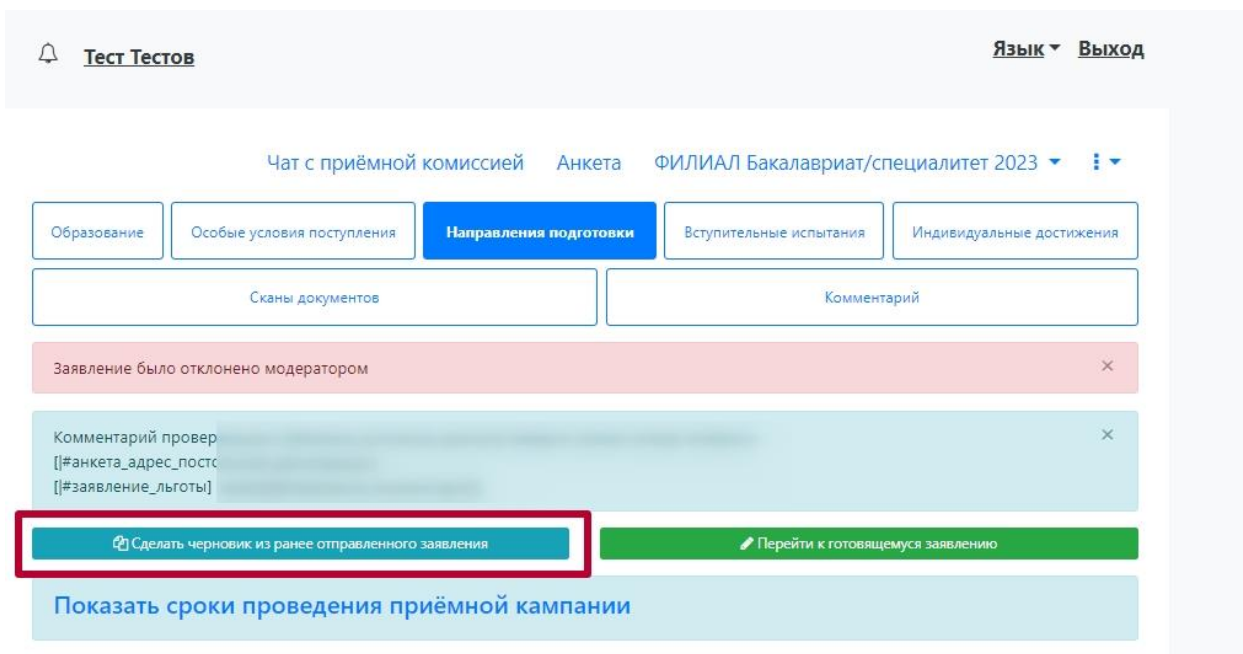 Тест Тестов
Язык Выход
Чат с приёмной комиссией Анкета ФИЛИАЛ Бакалавриат/специалитет 2023
Образование Особые условия поступления Направления подготовки Вступительные испытания Индивидуальные достижения
Сканы документов Комментарий
Заявление было отклонено модератором
Комментарий
[|#анкета_адрес_
[|#заявление_льготы]
Сделать черновик из ранее отправленного заявления Перейти к готовящемуся заявлению
Показать сроки проведения приёмной кампании